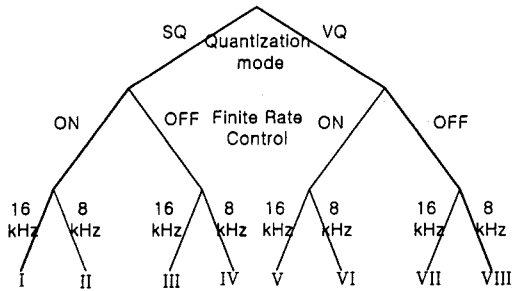 SQ
VQ
Quantization
mode
ON
OFF
Finite Rate
Control
ON
OFF
16
kHz
8
kHz
16
kHz
8
kHz
16
kHz
8
kHz
16
kHz
8
kHz
I
II
III
IV
V
VI
VII
VIII